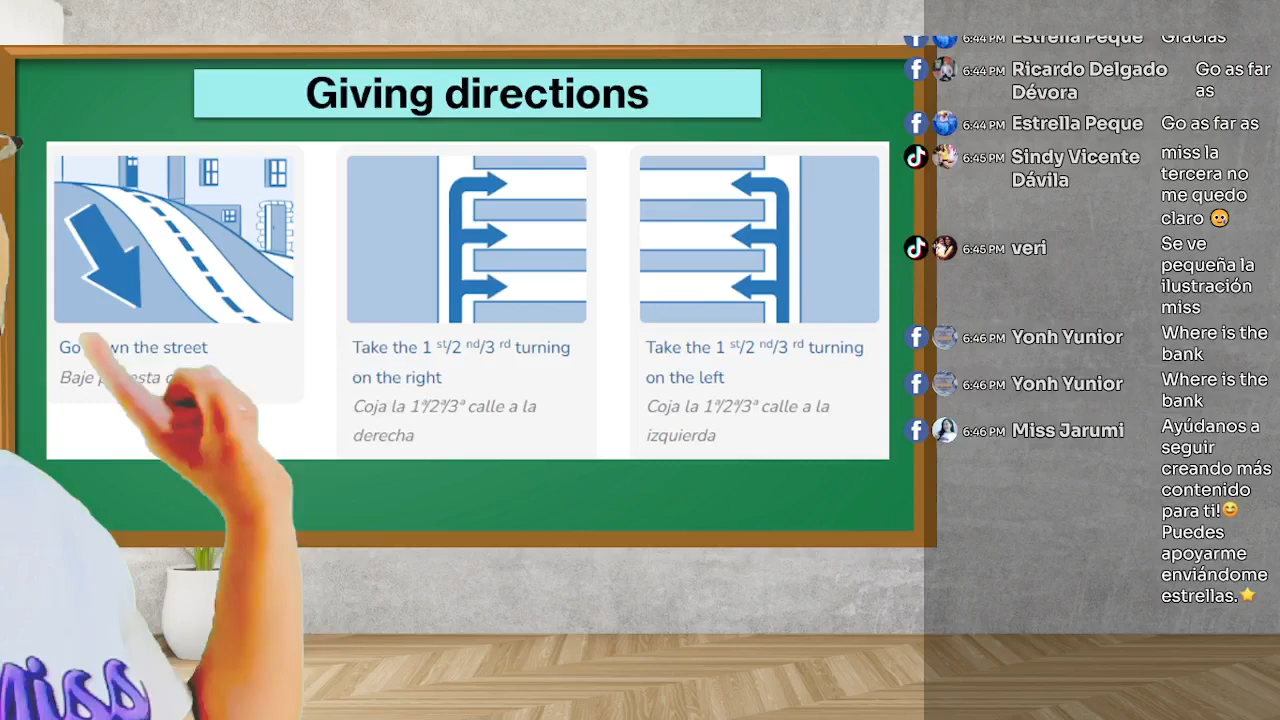 Giving directions
Go wn the street
Baje esta
Take the 1 st/2 nd/3 rd turning
on the right
Coja la 1ª/2ª/3ª calle a la
derecha
Take the 1 st/2 nd/3 rd turning
on the left
Coja la 1ª/2ª/3ª calle a la
izquierda
Miss
6:44 PM Estrella Peque Gracias
6:44 PM Ricardo Delgado Go as far
Dévora as
6:44 PM Estrella Peque Go as far as
6:45 PM Sindy Vicente miss la
Dávila tercera no
me quedo
claro 😬
6:45 PM veri Se ve
pequeña la
ilustración
miss
6:46 PM Yonh Yunior Where is the
bank
6:46 PM Yonh Yunior Where is the
bank
6:46 PM Miss Jarumi Ayúdanos a
seguir
creando más
contenido
para ti!😊
Puedes
apoyarme
enviándome
estrellas.⭐